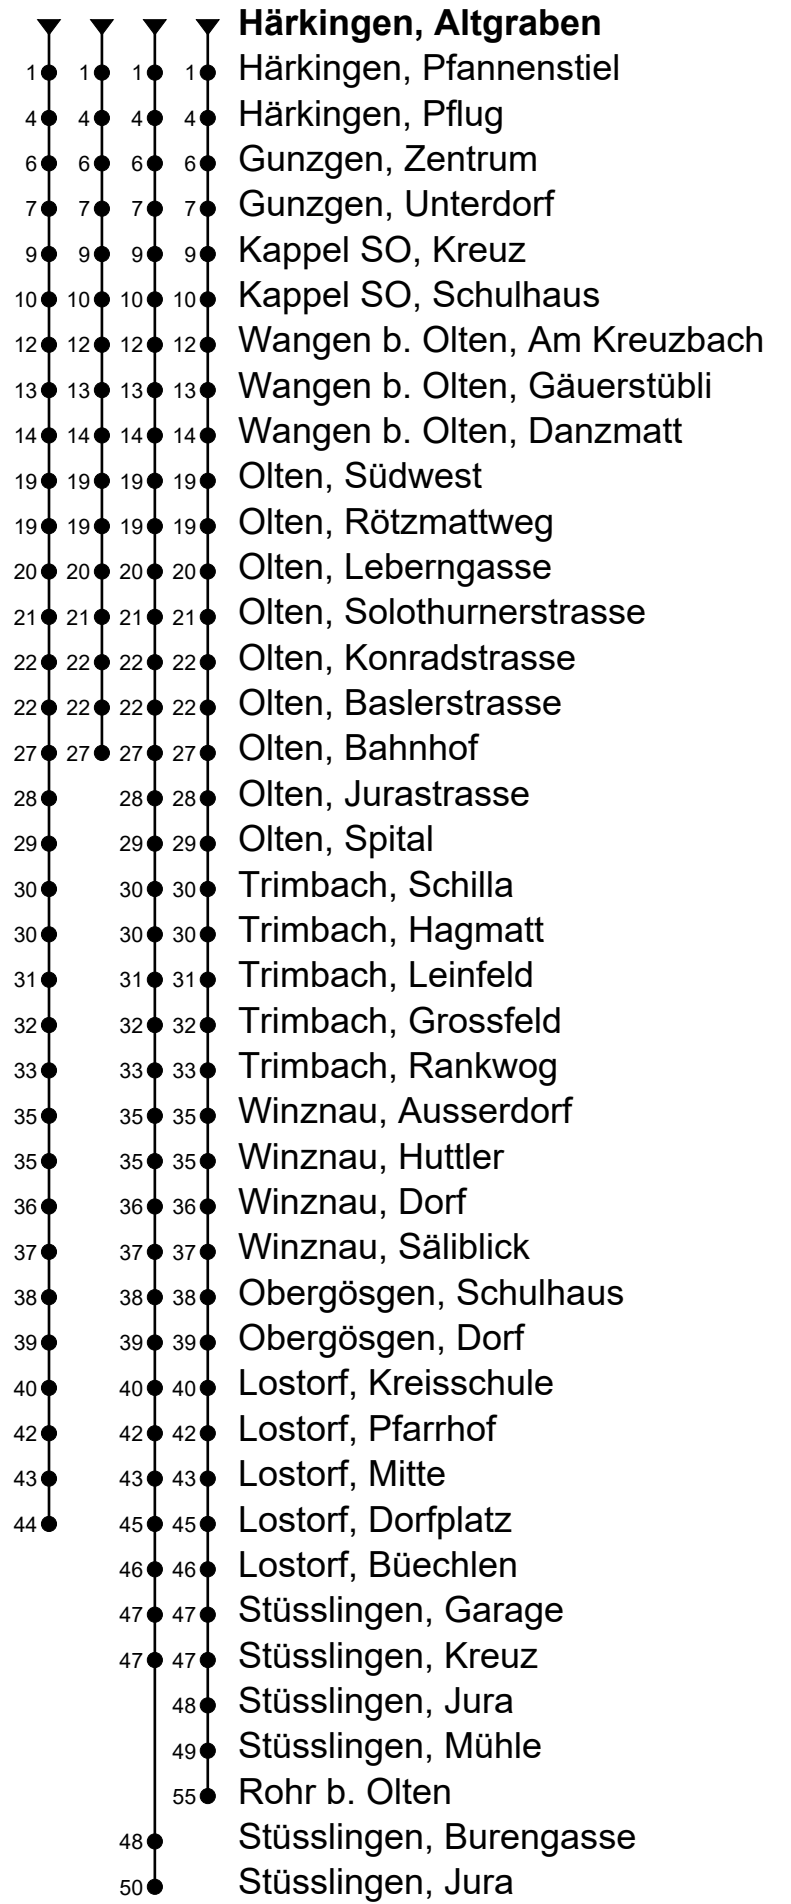 Härkingen, Altgraben
1 1 1 1 Härkingen, Pfannenstiel
4 4 4 4 Härkingen, Pflug
6 6 6 6 Gunzgen, Zentrum
7 7 7 7 Gunzgen, Unterdorf
9 9 9 9 Kappel SO, Kreuz
10 10 10 10 Kappel SO, Schulhaus
12 12 12 12 Wangen b. Olten, Am Kreuzbach
13 13 13 13 Wangen b. Olten, Gäuerstübli
14 14 14 14 Wangen b. Olten, Danzmatt
19 19 19 19 Olten, Südwest
19 19 19 19 Olten, Rötzmattweg
20 20 20 20 Olten, Leberngasse
21 21 21 21 Olten, Solothurnerstrasse
22 22 22 22 Olten, Konradstrasse
22 22 22 22 Olten, Baslerstrasse
27 27 27 27 Olten, Bahnhof
28 28 28 Olten, Jurastrasse
29 29 29 Olten, Spital
30 30 30 Trimbach, Schilla
30 30 30 Trimbach, Hagmatt
31 31 31 Trimbach, Leinfeld
32 32 32 Trimbach, Grossfeld
33 33 33 Trimbach, Rankwog
35 35 35 Winznau, Ausserdorf
35 35 35 Winznau, Huttler
36 36 36 Winznau, Dorf
37 37 37 Winznau, Säliblick
38 38 38 Obergösgen, Schulhaus
39 39 39 Obergösgen, Dorf
40 40 40 Lostorf, Kreisschule
42 42 42 Lostorf, Pfarrhof
43 43 43 Lostorf, Mitte
44 45 45 Lostorf, Dorfplatz
46 46 Lostorf, Büechlen
47 47 Stüsslingen, Garage
47 47 Stüsslingen, Kreuz
48 Stüsslingen, Jura
49 Stüsslingen, Mühle
55 Rohr b. Olten
48 Stüsslingen, Burengasse
50 Stüsslingen, Jura